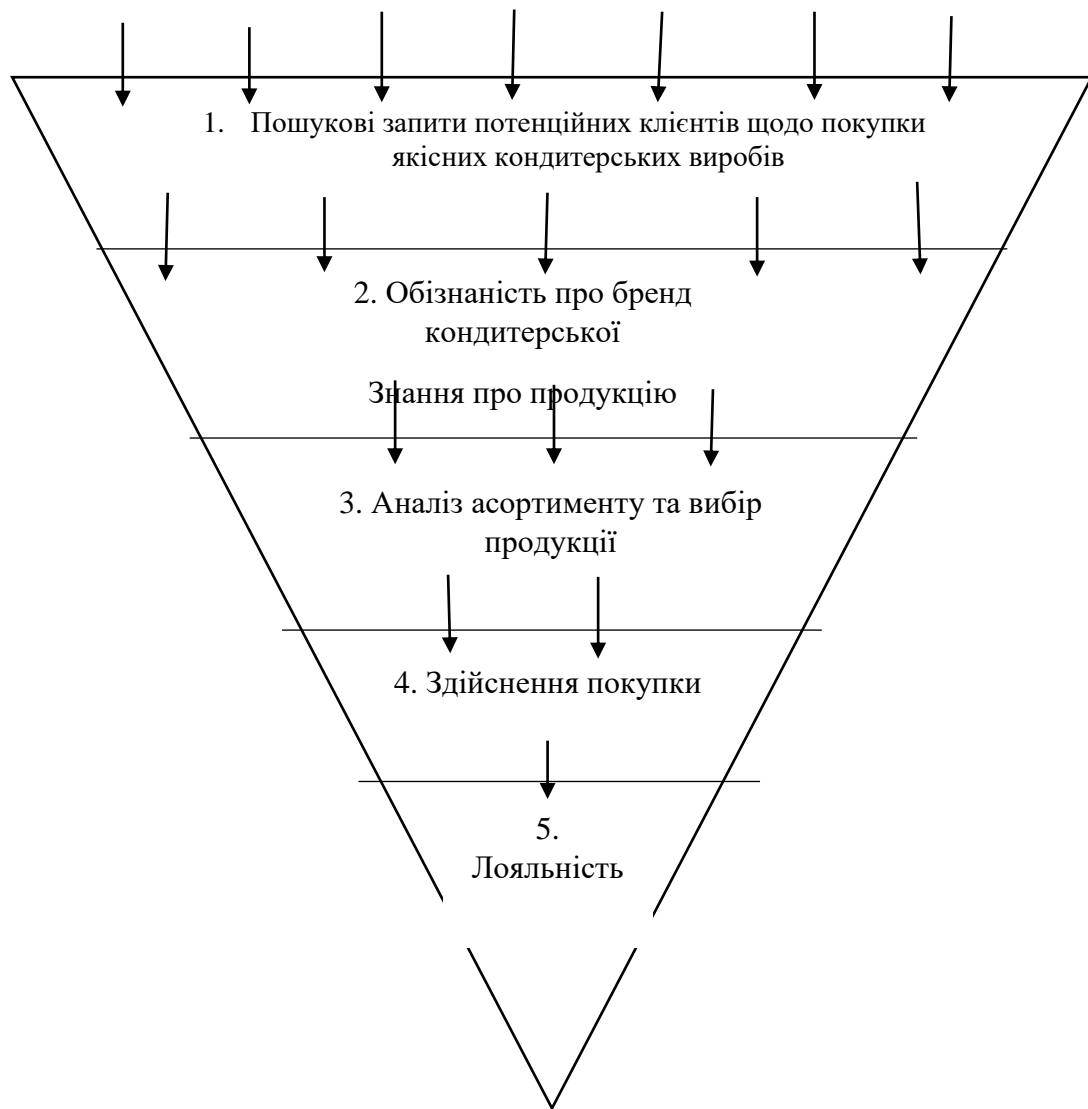 1. Пошукові запити потенційних клієнтів щодо покупки
якісних кондитерських виробів
2. Обізнаність про бренд
кондитерської
Знання про продукцію
3. Аналіз асортименту та вибір
продукції
4. Здійснення покупки
5.
Лояльність